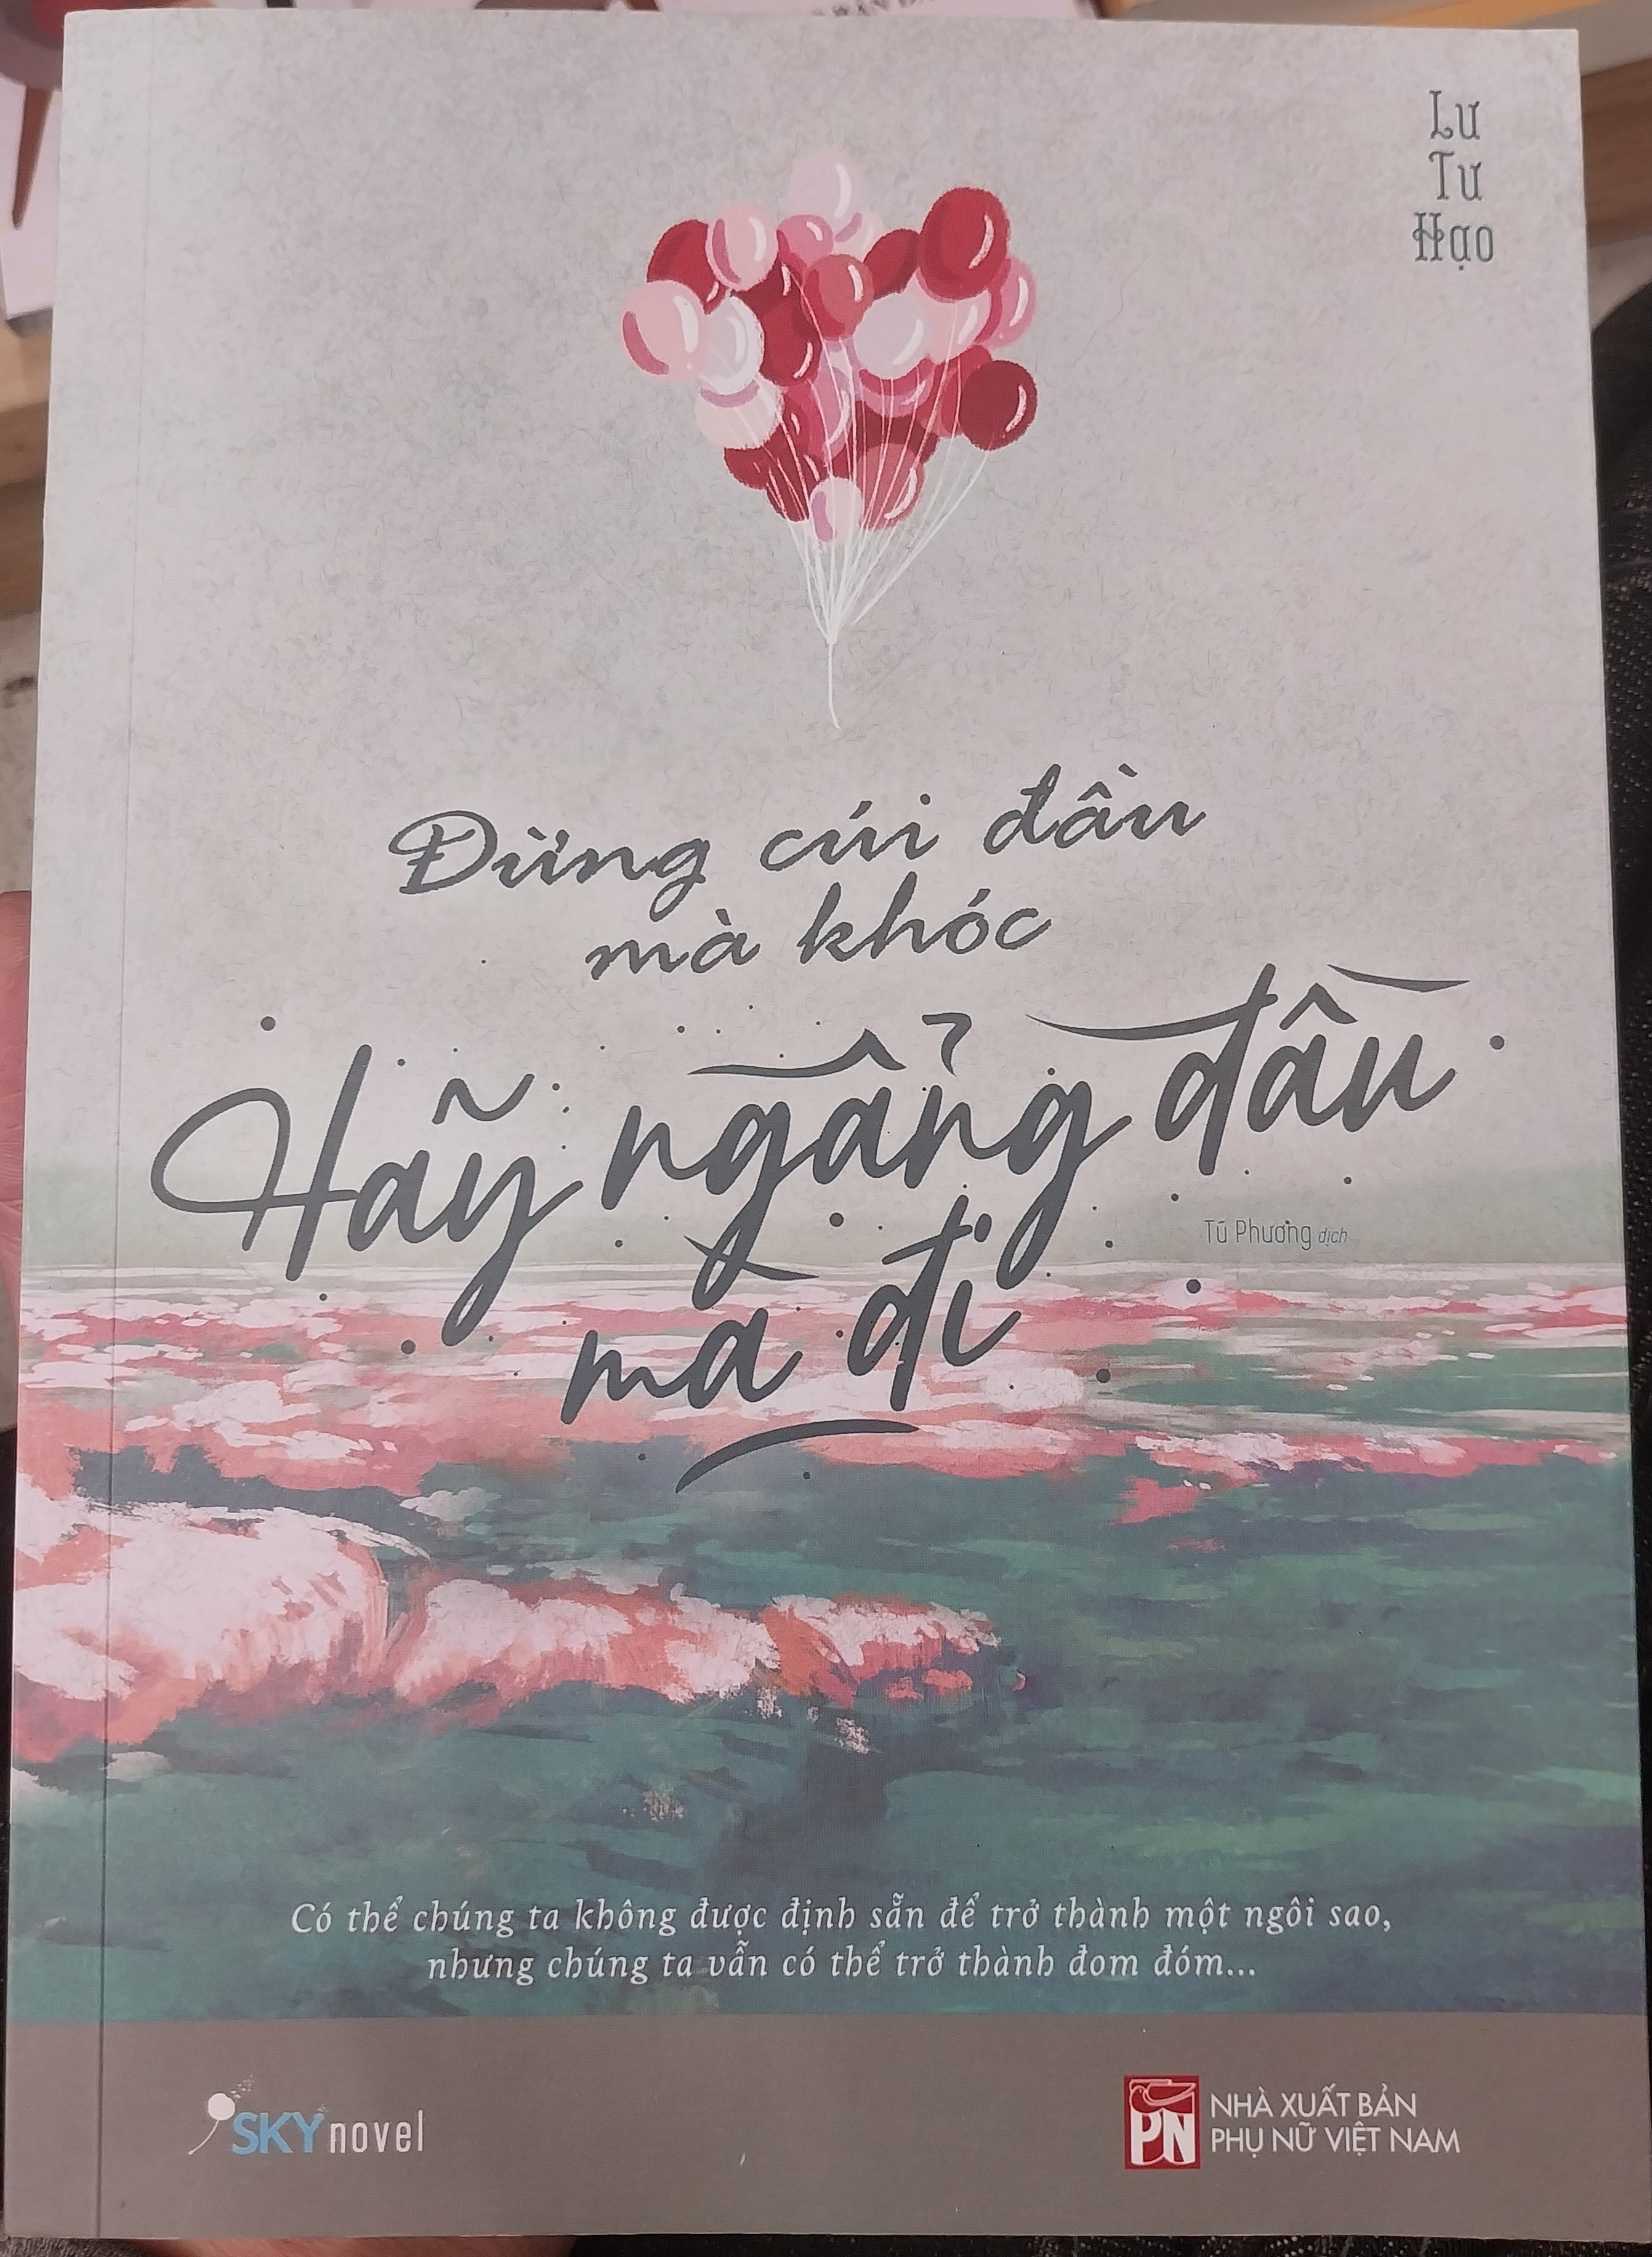 Lư
Tư
Hạo
Đừng cúi đầu
mà khóc
Hãy ngẩng đầu
mà đi
Tú Phương dịch
Có thể chúng ta không được định sẵn để trở thành một ngôi sao,
nhưng chúng ta vẫn có thể trở thành đom đóm...
SKY novel
PN
NHÀ XUẤT BẢN
PHỤ NỮ VIỆT NAM